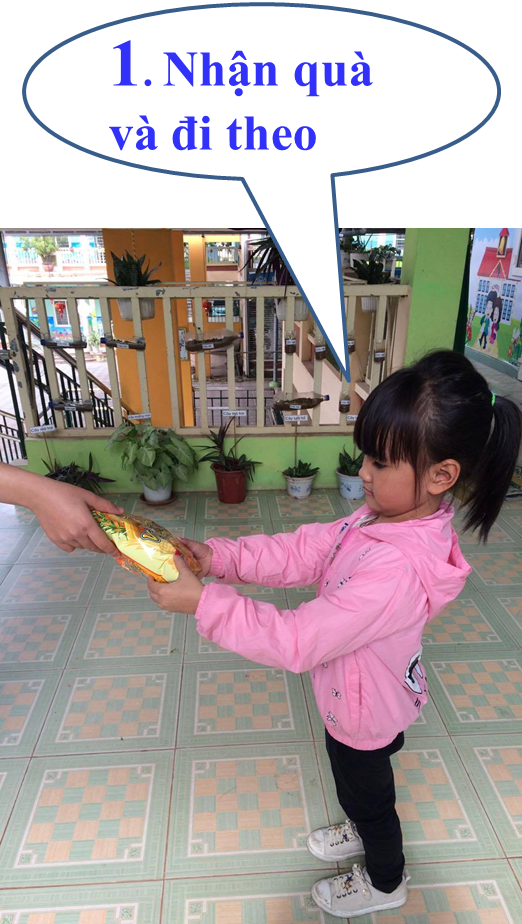 1. Nhận quà
và đi theo